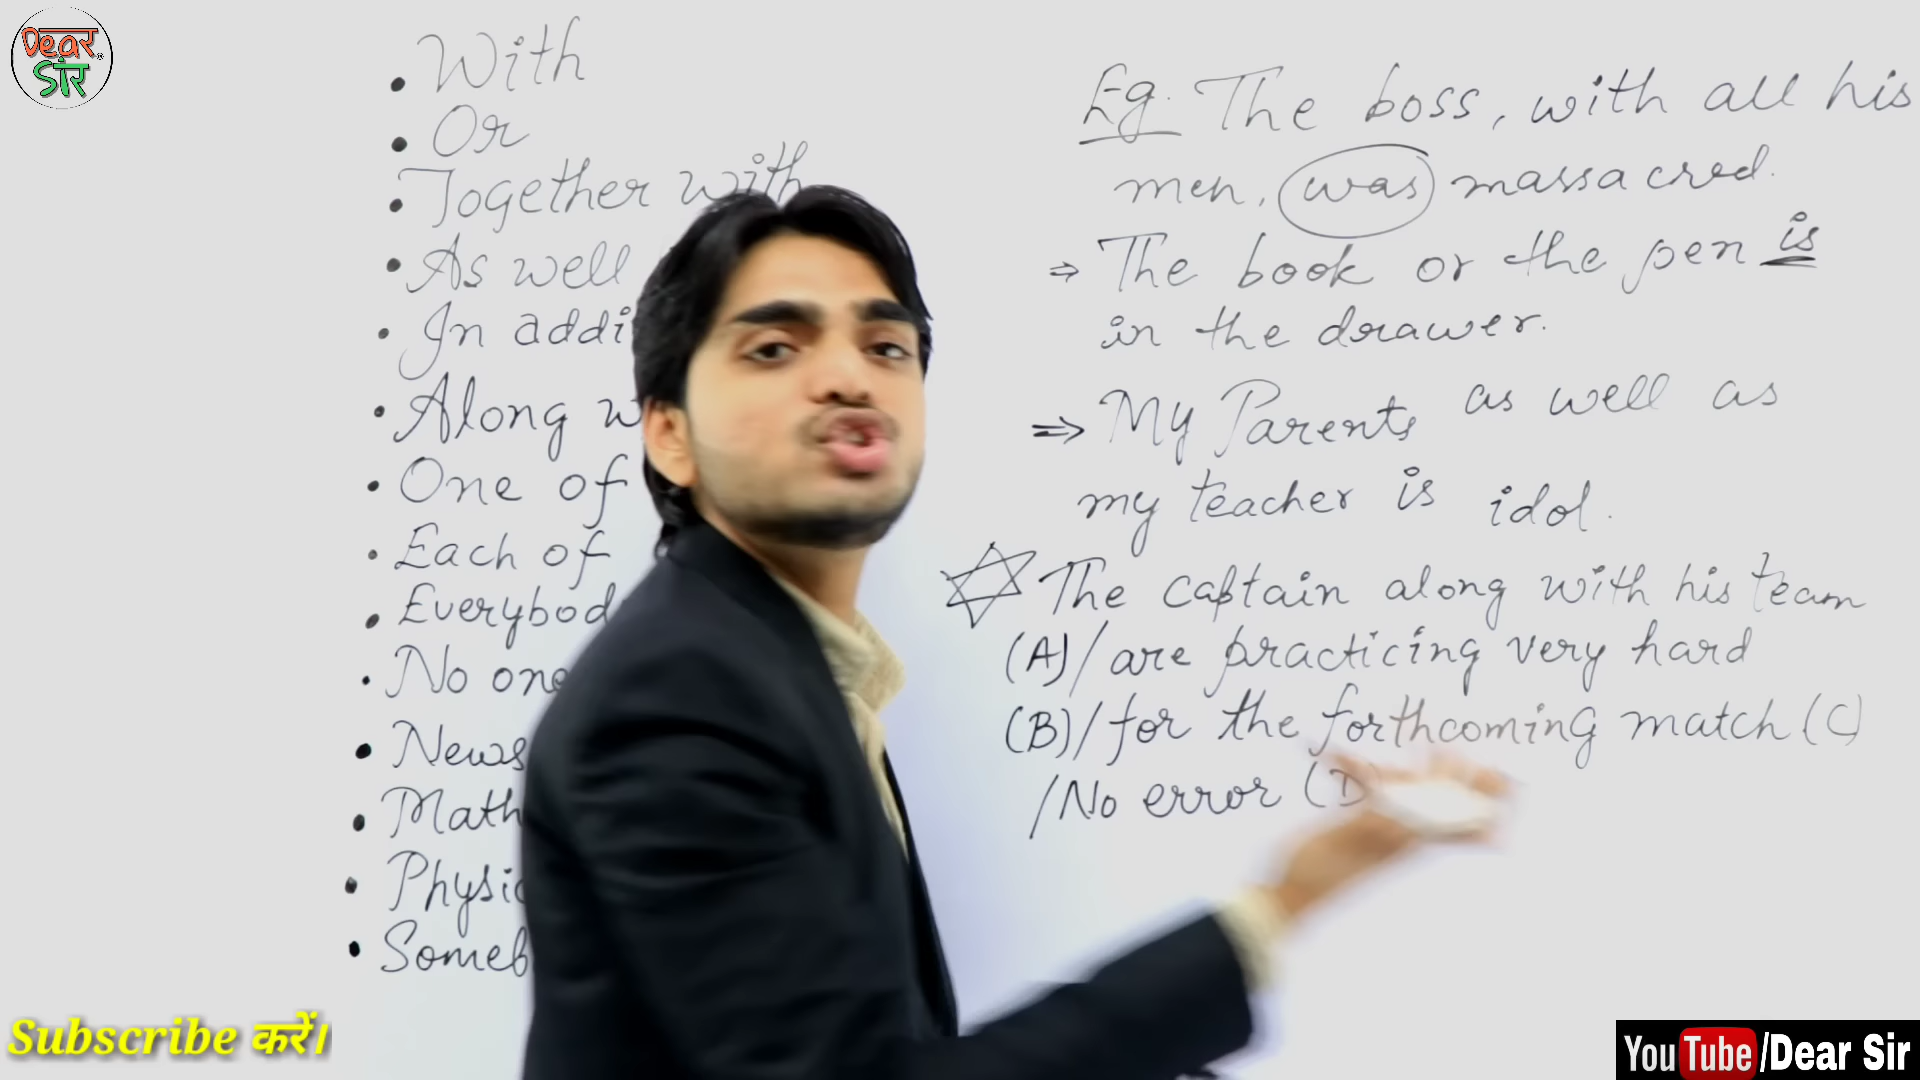 Dear
सर
• With
• Or
• Together with
• As well
• In addi
• Along w
• One of
• Each of
• Everybod
• No one
• News
• Math
• Physic
• Someb
Eg. The boss, with all his
men, was massacred.
⇒ The book or the pen is
in the drawer.
⇒ My Parents as well as
my teacher is idol.
The captain along with his team
(A)/are practicing very hard
(B)/for the forthcoming match (C)
/No error (D)
Subscribe करें।
YouTube/Dear Sir